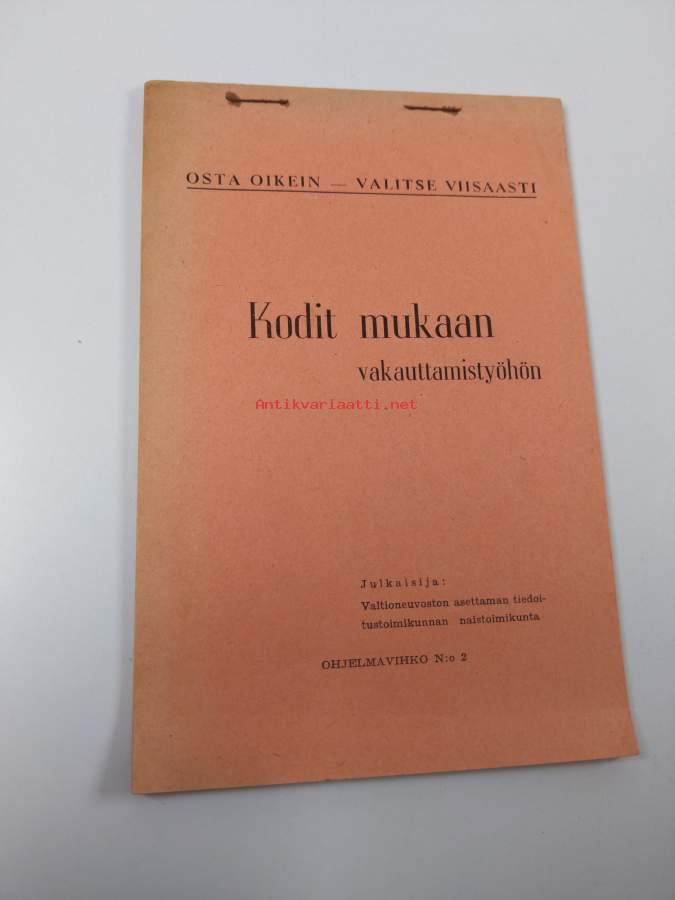 OSTA OIKEIN — VALITSE VIISAASTI
Kodit mukaan
vakauttamistyöhön
Antikvariaatti.net
Julkaisija:
Valtioneuvoston asettaman tiedoi-
tustoimikunnan naistoimikunta
OHJELMAVIHKO N:o 2